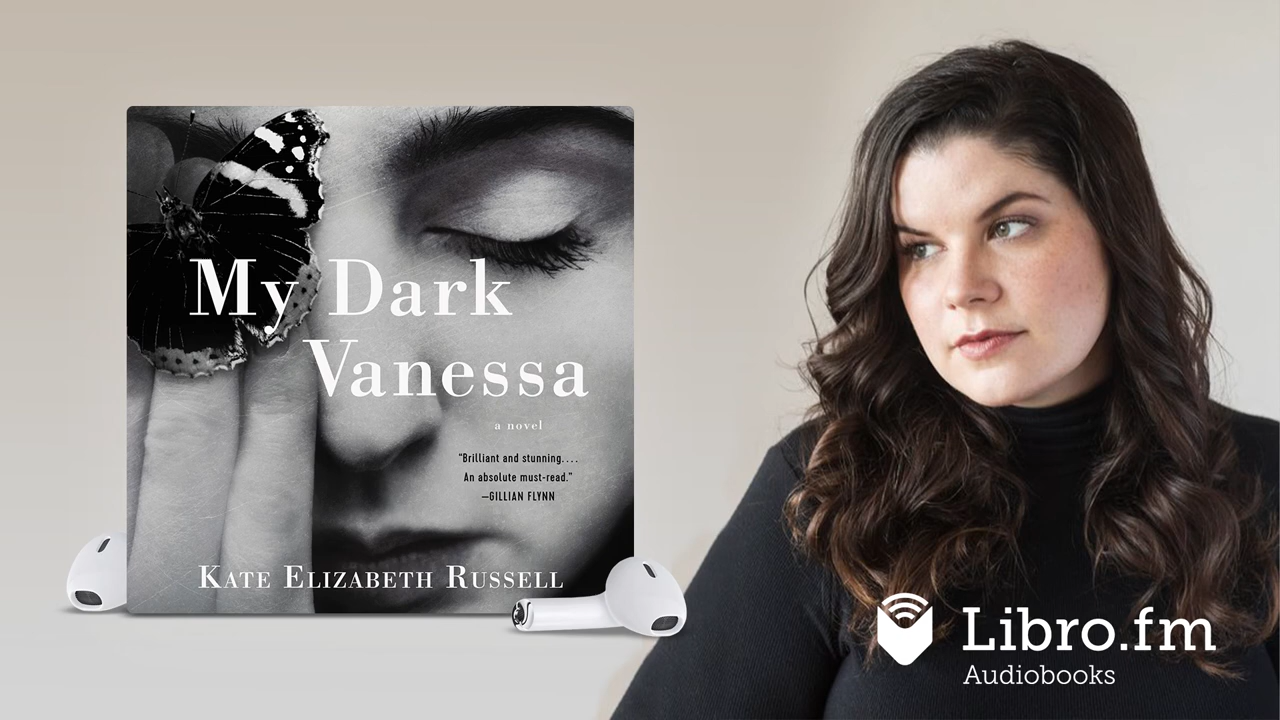 My Dark
Vanessa
a novel
"Brilliant and stunning....
An absolute must-read."
—GILLIAN FLYNN
KATE ELIZABETH RUSSELL
Libro.fm
Audiobooks